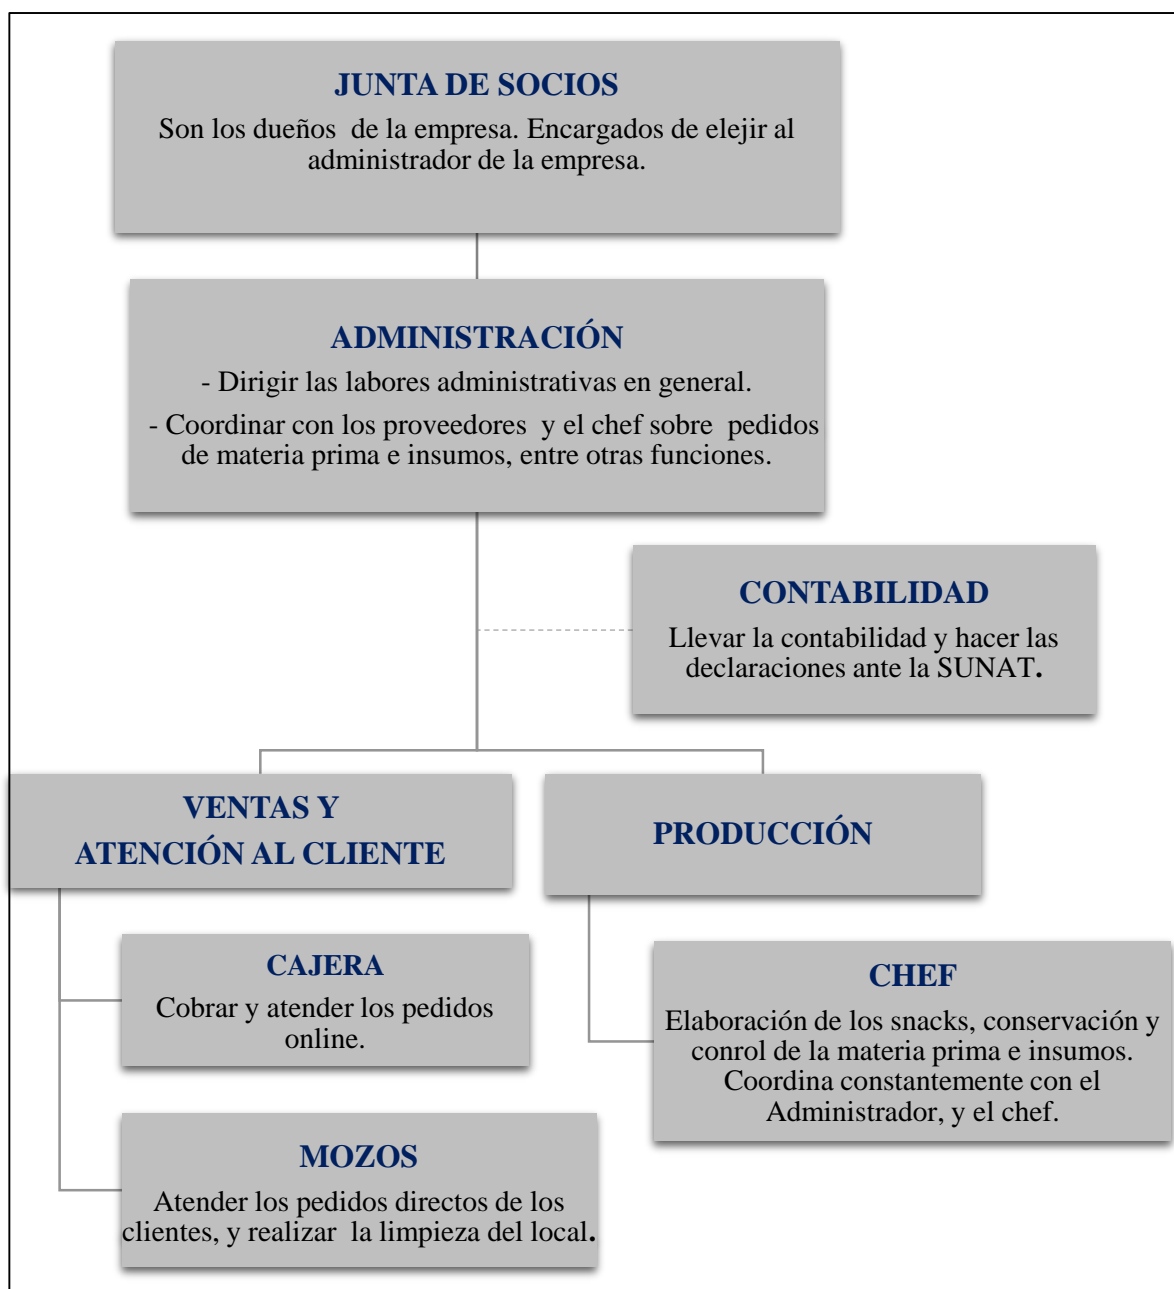 JUNTA DE SOCIOS
Son los dueños de la empresa. Encargados de elejir al
administrador de la empresa.
ADMINISTRACIÓN
- Dirigir las labores administrativas en general.
- Coordinar con los proveedores y el chef sobre pedidos
de materia prima e insumos, entre otras funciones.
CONTABILIDAD
Llevar la contabilidad y hacer las
declaraciones ante la SUNAT.
VENTAS Y
ATENCIÓN AL CLIENTE
PRODUCCIÓN
CAJERA
Cobrar y atender los pedidos
online.
CHEF
Elaboración de los snacks, conservación y
conrol de la materia prima e insumos.
Coordina constantemente con el
Administrador, y el chef.
MOZOS
Atender los pedidos directos de los
clientes, y realizar la limpieza del local.